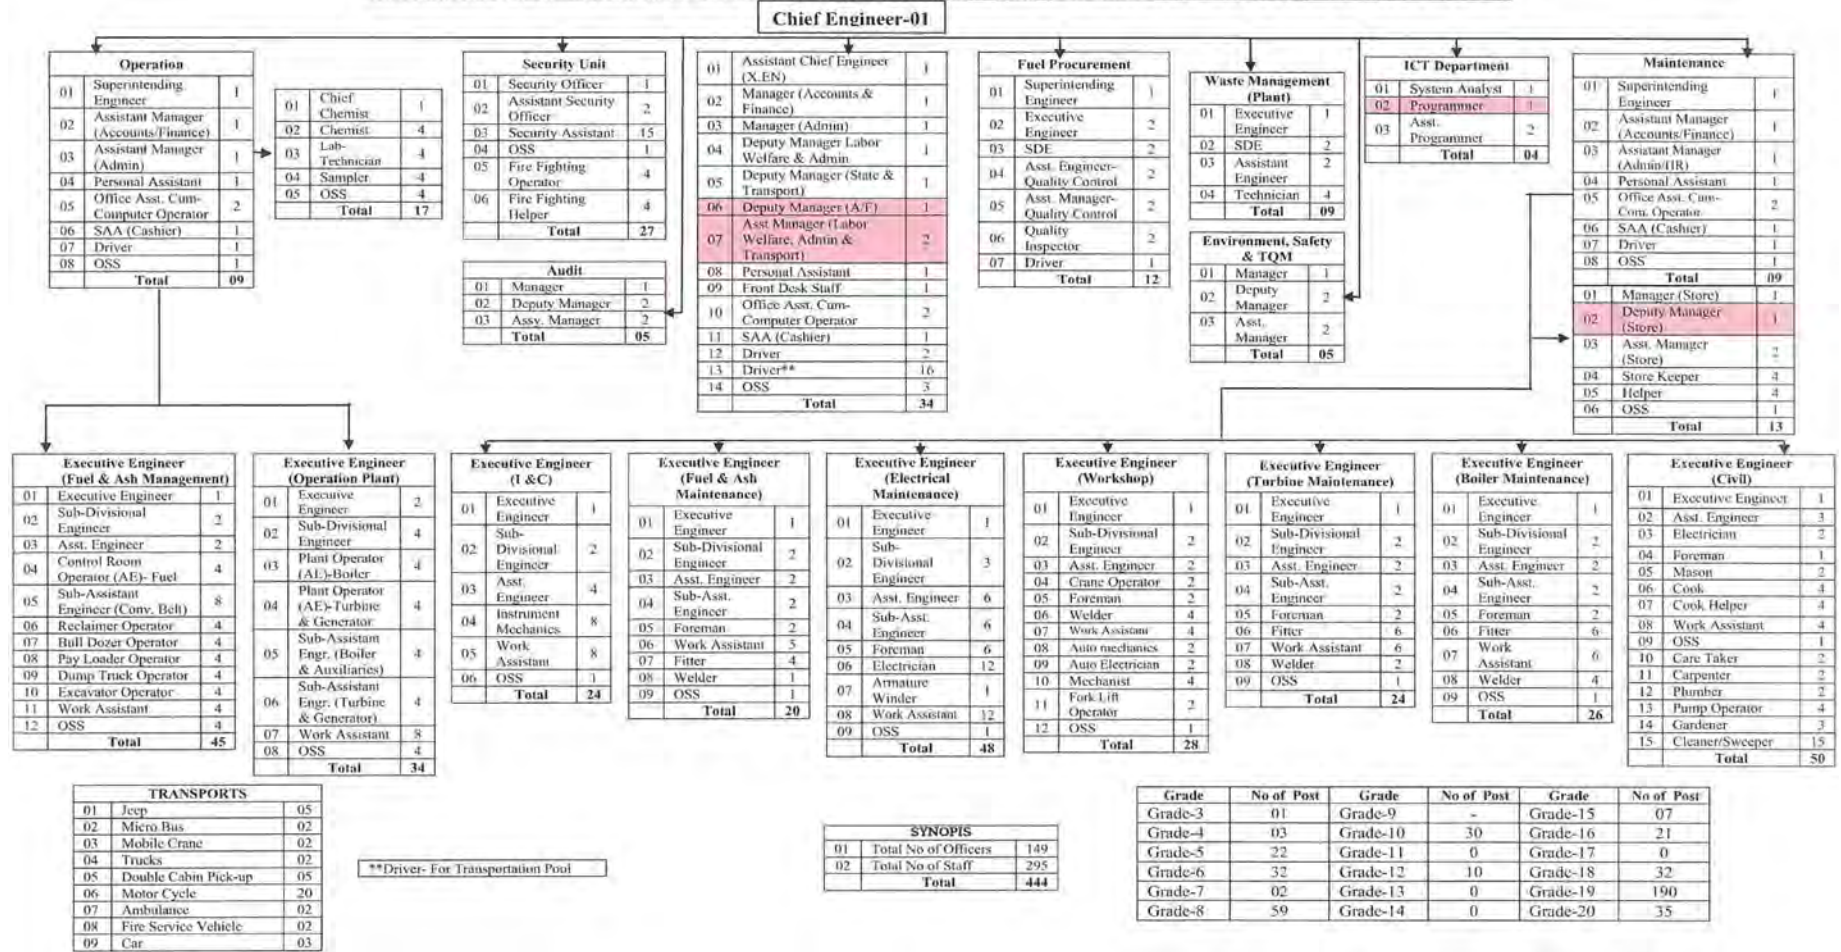 Chief Engineer-01
Operation
01 Superintending Engineer 1
02 Assistant Manager (Accounts/Finance) 1
03 Assistant Manager (Admin) 1
04 Personal Assistant 1
05 Office Asst. Cum-Computer Operator 2
06 SAA (Cashier) 1
07 Driver 1
08 OSS 1
Total 09
01 Chief Chemist 1
02 Chemist 4
03 Lab-Technician 4
04 Sampler 4
05 OSS 4
Total 17
Security Unit
01 Security Officer 1
02 Assistant Security Officer 2
03 Security Assistant 15
04 OSS 1
05 Fire Fighting Operator 4
06 Fire Fighting Helper 4
Total 27
Audit
01 Manager 1
02 Deputy Manager 2
03 Assy. Manager 2
Total 05
01 Assistant Chief Engineer (X.EN) 1
02 Manager (Accounts & Finance) 1
03 Manager (Admin) 1
04 Deputy Manager Labor Welfare & Admin 1
05 Deputy Manager (State & Transport) 1
06 Deputy Manager (A/F) 1
07 Asst Manager (Labor Welfare, Admin & Transport) 2
08 Personal Assistant 1
09 Front Desk Staff 1
10 Office Asst. Cum-Computer Operator 2
11 SAA (Cashier) 1
12 Driver 2
13 Driver** 16
14 OSS 3
Total 34
Fuel Procurement
01 Superintending Engineer 1
02 Executive Engineer 2
03 SDE 2
04 Asst. Engineer-Quality Control 2
05 Asst. Manager-Quality Control 2
06 Quality Inspector 2
07 Driver 1
Total 12
Waste Management (Plant)
01 Executive Engineer 1
02 SDE 2
03 Assistant Engineer 2
04 Technician 4
Total 09
Environment, Safety & TQM
01 Manager 1
02 Deputy Manager 2
03 Asst. Manager 2
Total 05
ICT Department
01 System Analyst 1
02 Programmer 1
03 Asst. Programmer 2
Total 04
Maintenance
01 Superintending Engineer 1
02 Assistant Manager (Accounts/Finance) 1
03 Assistant Manager (Admin/HR) 1
04 Personal Assistant 1
05 Office Asst. Cum-Com. Operator 2
06 SAA (Cashier) 1
07 Driver 1
08 OSS 1
Total 09
01 Manager (Store) 1
02 Deputy Manager (Store) 1
03 Asst. Manager (Store) 2
04 Store Keeper 4
05 Helper 4
06 OSS 1
Total 13
Executive Engineer (Fuel & Ash Management)
01 Executive Engineer 1
02 Sub-Divisional Engineer 2
03 Asst. Engineer 2
04 Control Room Operator (AE)- Fuel 4
05 Sub-Assistant Engineer (Conv. Belt) 8
06 Reclaimer Operator 4
07 Bull Dozer Operator 4
08 Pay Loader Operator 4
09 Dump Truck Operator 4
10 Excavator Operator 4
11 Work Assistant 4
12 OSS 4
Total 45
Executive Engineer (Operation Plant)
01 Executive Engineer 2
02 Sub-Divisional Engineer 4
03 Plant Operator (AE)-Boiler 4
04 Plant Operator (AE)-Turbine & Generator 4
05 Sub-Assistant Engr. (Boiler & Auxiliaries) 4
06 Sub-Assistant Engr. (Turbine & Generator) 4
07 Work Assistant 8
08 OSS 4
Total 34
Executive Engineer (I &C)
01 Executive Engineer 1
02 Sub-Divisional Engineer 2
03 Asst. Engineer 4
04 Instrument Mechanics 8
05 Work Assistant 8
06 OSS 1
Total 24
Executive Engineer (Fuel & Ash Maintenance)
01 Executive Engineer 1
02 Sub-Divisional Engineer 2
03 Asst. Engineer 2
04 Sub-Asst. Engineer 2
05 Foreman 2
06 Work Assistant 5
07 Fitter 4
08 Welder 1
09 OSS 1
Total 20
Executive Engineer (Electrical Maintenance)
01 Executive Engineer 1
02 Sub-Divisional Engineer 3
03 Asst. Engineer 6
04 Sub-Asst. Engineer 6
05 Foreman 6
06 Electrician 12
07 Armature Winder 1
08 Work Assistant 12
09 OSS 1
Total 48
Executive Engineer (Workshop)
01 Executive Engineer 1
02 Sub-Divisional Engineer 2
03 Asst. Engineer 2
04 Crane Operator 2
05 Foreman 2
06 Welder 4
07 Work Assistant 4
08 Auto mechanics 2
09 Auto Electrician 2
10 Mechanist 4
11 Fork Lift Operator 2
12 OSS 1
Total 28
Executive Engineer (Turbine Maintenance)
01 Executive Engineer 1
02 Sub-Divisional Engineer 2
03 Asst. Engineer 2
04 Sub-Asst. Engineer 2
05 Foreman 2
06 Fitter 6
07 Work Assistant 6
08 Welder 2
09 OSS 1
Total 24
Executive Engineer (Boiler Maintenance)
01 Executive Engineer 1
02 Sub-Divisional Engineer 2
03 Asst. Engineer 2
04 Sub-Asst. Engineer 2
05 Foreman 2
06 Fitter 6
07 Work Assistant 6
08 Welder 4
09 OSS 1
Total 26
Executive Engineer (Civil)
01 Executive Engineer 1
02 Asst. Engineer 3
03 Electrician 2
04 Foreman 1
05 Mason 2
06 Cook 4
07 Cook Helper 4
08 Work Assistant 4
09 OSS 1
10 Care Taker 2
11 Carpenter 2
12 Plumber 2
13 Pump Operator 4
14 Gardener 3
15 Cleaner/Sweeper 15
Total 50
TRANSPORTS
01 Jeep 05
02 Micro Bus 02
03 Mobile Crane 02
04 Trucks 02
05 Double Cabin Pick-up 05
06 Motor Cycle 20
07 Ambulance 02
08 Fire Service Vehicle 02
09 Car 03
**Driver- For Transportation Pool
SYNOPIS
01 Total No of Officers 149
02 Total No of Staff 295
Total 444
Grade No of Post Grade No of Post Grade No of Post
Grade-3 01 Grade-9 - Grade-15 07
Grade-4 03 Grade-10 30 Grade-16 21
Grade-5 22 Grade-11 0 Grade-17 0
Grade-6 32 Grade-12 10 Grade-18 32
Grade-7 02 Grade-13 0 Grade-19 190
Grade-8 59 Grade-14 0 Grade-20 35